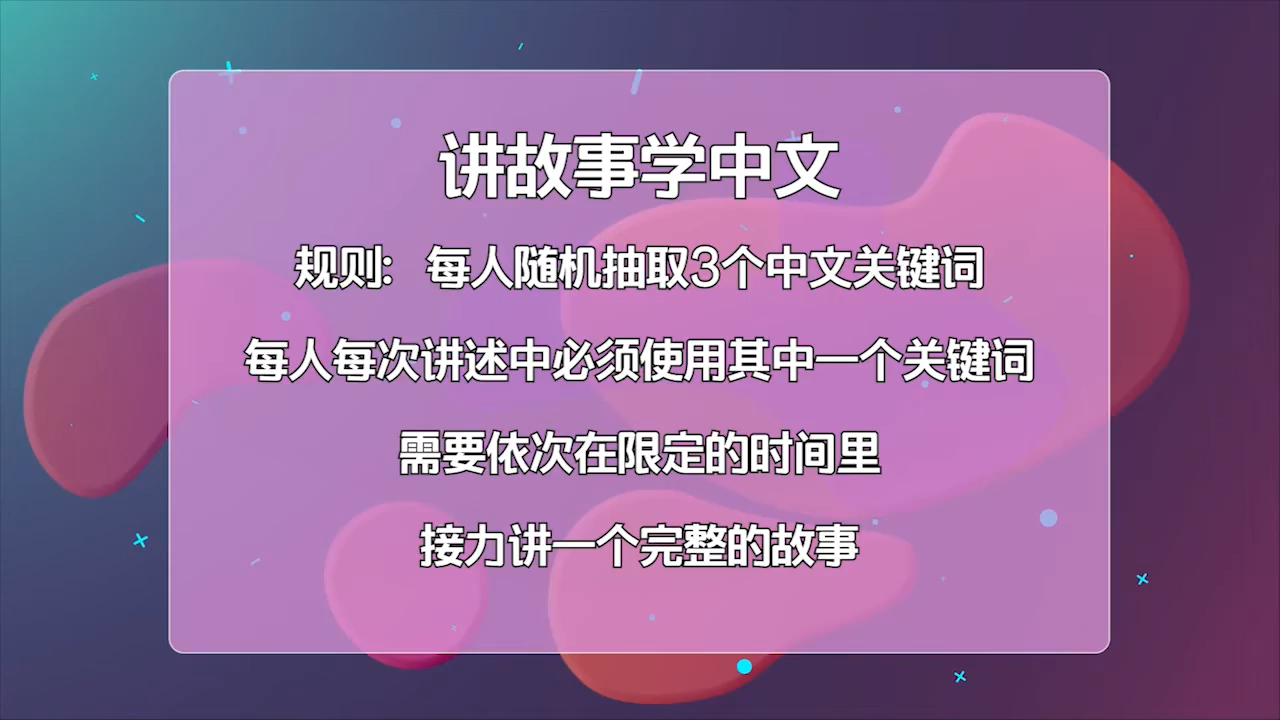 讲故事学中文
规则: 每人随机抽取3个中文关键词
每人每次讲述中必须使用其中一个关键词
需要依次在限定的时间里
接力讲一个完整的故事